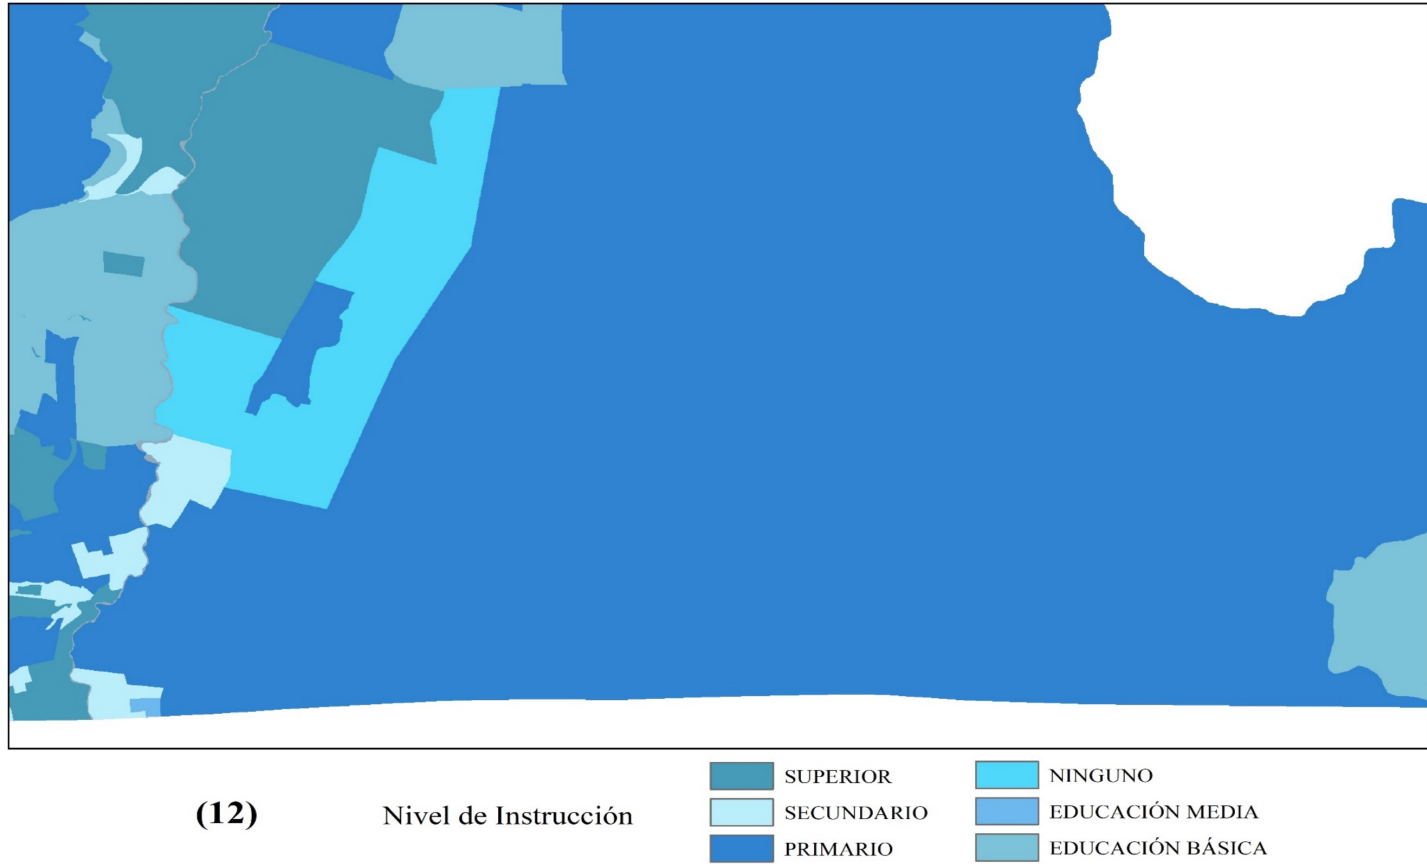 (12)
Nivel de Instrucción
SUPERIOR
SECUNDARIO
PRIMARIO
NINGUNO
EDUCACIÓN MEDIA
EDUCACIÓN BÁSICA